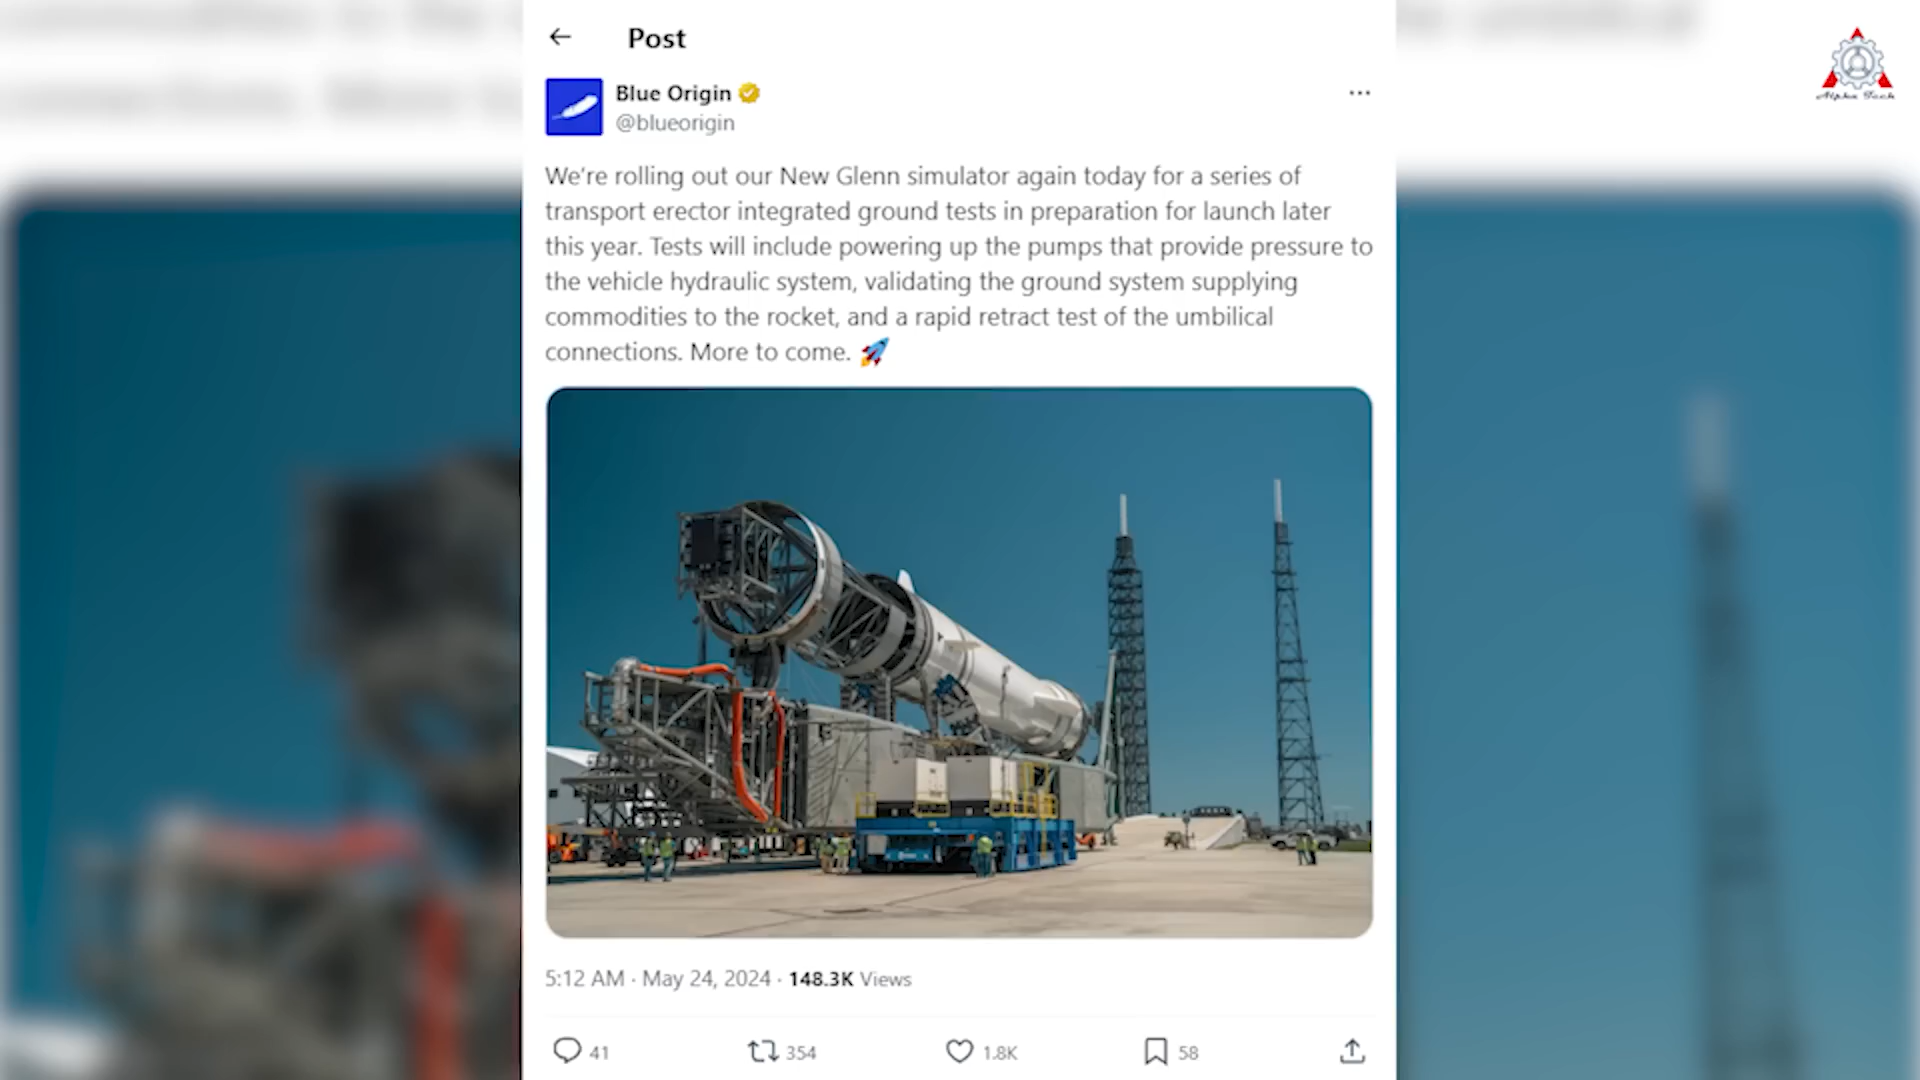 Post
Blue Origin
@blueorigin
We're rolling out our New Glenn simulator again today for a series of
transport erector integrated ground tests in preparation for launch later
this year. Tests will include powering up the pumps that provide pressure to
the vehicle hydraulic system, validating the ground system supplying
commodities to the rocket, and a rapid retract test of the umbilical
connections. More to come. 🚀
5:12 AM · May 24, 2024 · 148.3K Views
41 354 1.8K 58
Alpha Tech